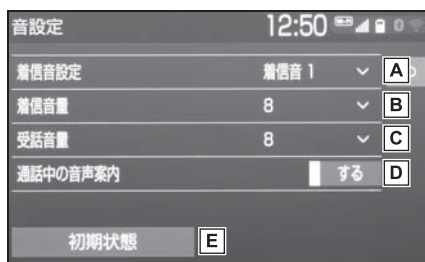 音設定 12:50
着信音設定 着信音 1 A
着信音量 8 B
受話音量 8 C
通話中の音声案内 する D
初期状態 E